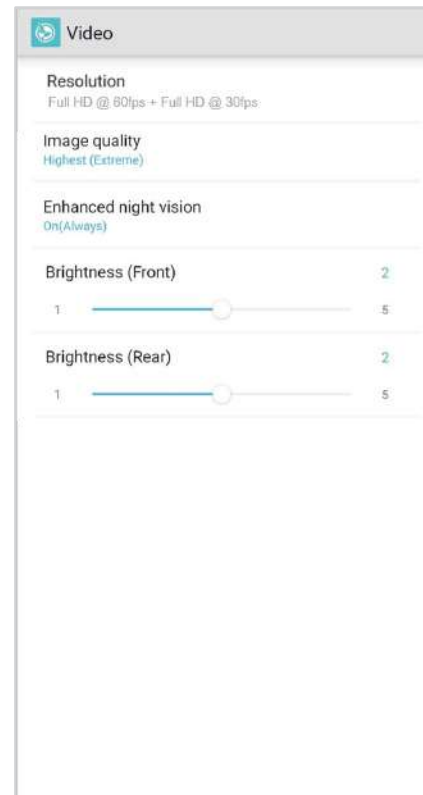 Video
Resolution
Full HD @ 60fps + Full HD @ 30fps
Image quality
Highest (Extreme)
Enhanced night vision
On(Always)
Brightness (Front) 2
1 5
Brightness (Rear) 2
1 5